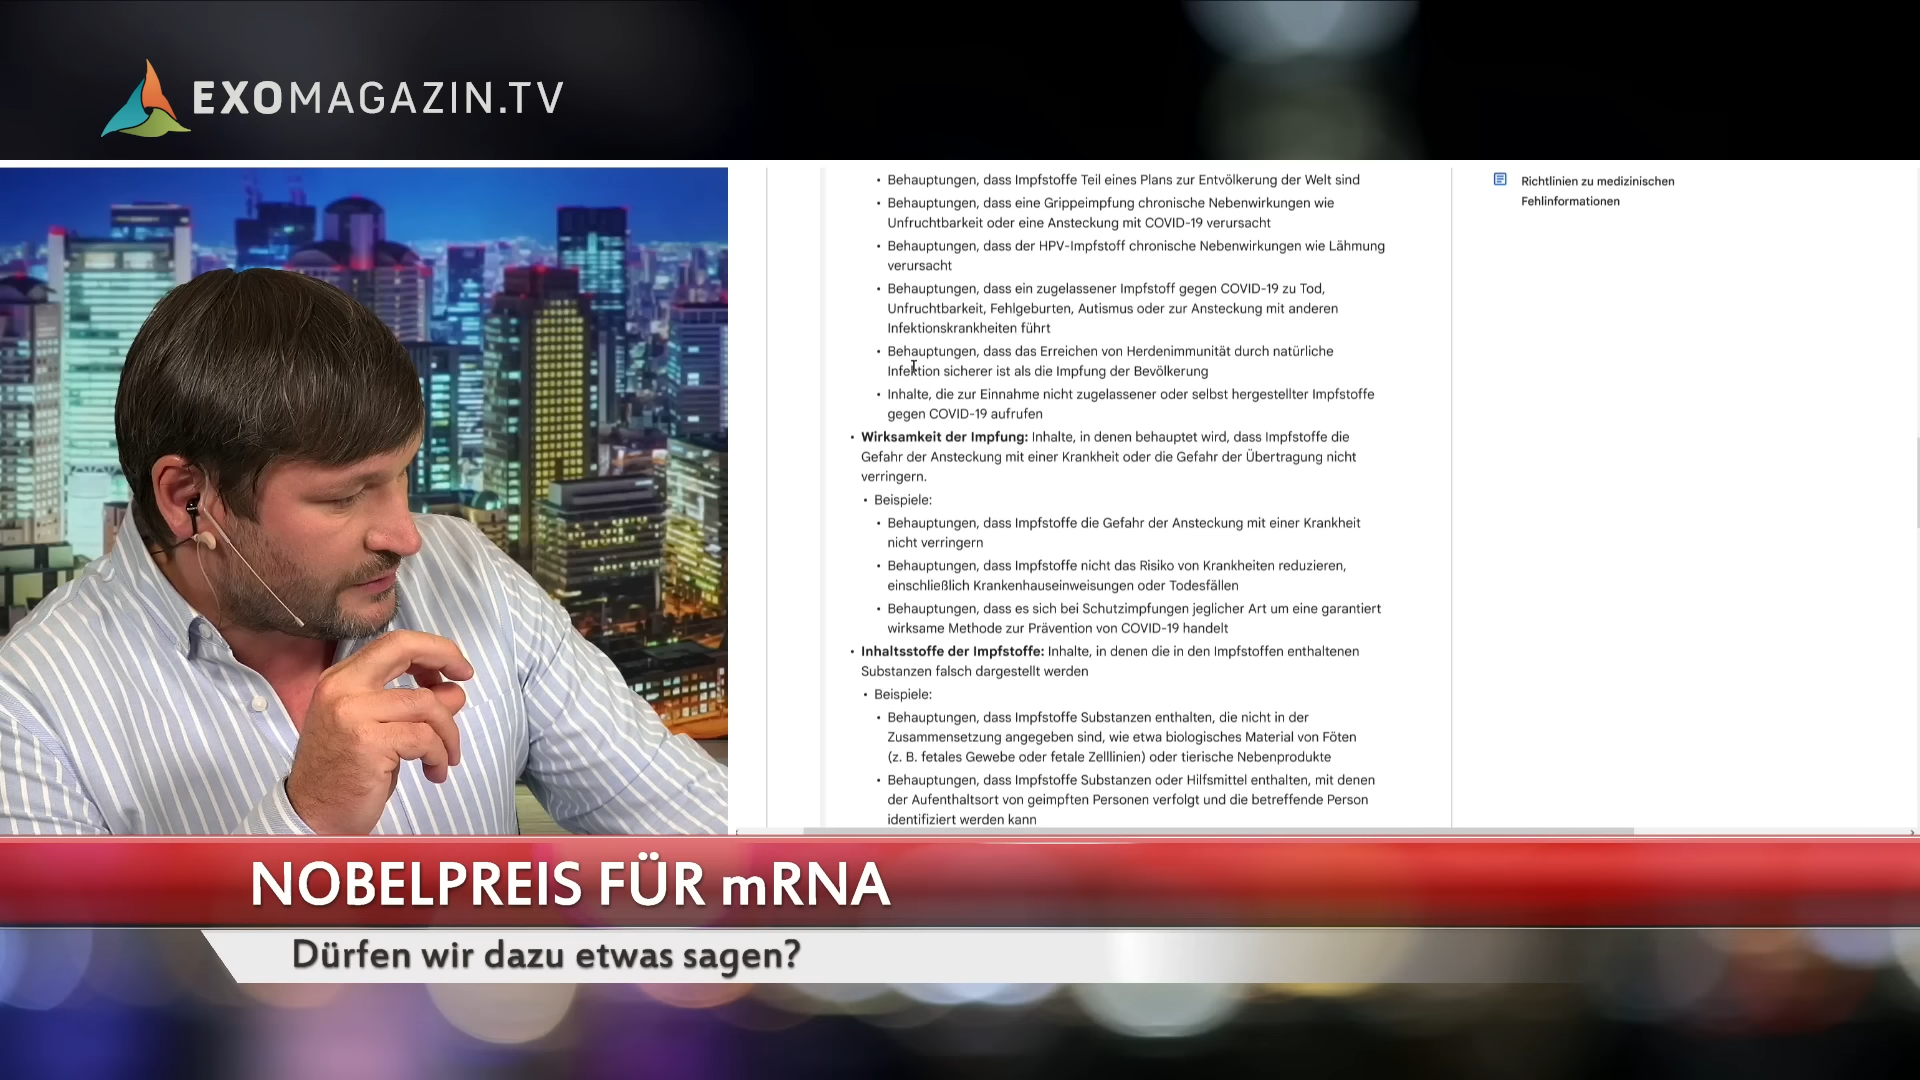 EXOMAGAZIN.TV
• Behauptungen, dass Impfstoffe Teil eines Plans zur Entvölkerung der Welt sind
• Behauptungen, dass eine Grippeimpfung chronische Nebenwirkungen wie
Unfruchtbarkeit oder eine Ansteckung mit COVID-19 verursacht
• Behauptungen, dass der HPV-Impfstoff chronische Nebenwirkungen wie Lähmung
verursacht
• Behauptungen, dass ein zugelassener Impfstoff gegen COVID-19 zu Tod,
Unfruchtbarkeit, Fehlgeburten, Autismus oder zur Ansteckung mit anderen
Infektionskrankheiten führt
• Behauptungen, dass das Erreichen von Herdenimmunität durch natürliche
Infektion sicherer ist als die Impfung der Bevölkerung
• Inhalte, die zur Einnahme nicht zugelassener oder selbst hergestellter Impfstoffe
gegen COVID-19 aufrufen
• Wirksamkeit der Impfung: Inhalte, in denen behauptet wird, dass Impfstoffe die
Gefahr der Ansteckung mit einer Krankheit oder die Gefahr der Übertragung nicht
verringern.
• Beispiele:
• Behauptungen, dass Impfstoffe die Gefahr der Ansteckung mit einer Krankheit
nicht verringern
• Behauptungen, dass Impfstoffe nicht das Risiko von Krankheiten reduzieren,
einschließlich Krankenhauseinweisungen oder Todesfällen
• Behauptungen, dass es sich bei Schutzimpfungen jeglicher Art um eine garantiert
wirksame Methode zur Prävention von COVID-19 handelt
• Inhaltsstoffe der Impfstoffe: Inhalte, in denen die in den Impfstoffen enthaltenen
Substanzen falsch dargestellt werden
• Beispiele:
• Behauptungen, dass Impfstoffe Substanzen enthalten, die nicht in der
Zusammensetzung angegeben sind, wie etwa biologisches Material von Föten
(z. B. fetales Gewebe oder fetale Zelllinien) oder tierische Nebenprodukte
• Behauptungen, dass Impfstoffe Substanzen oder Hilfsmittel enthalten, mit denen
der Aufenthaltsort von geimpften Personen verfolgt und die betreffende Person
identifiziert werden kann
Richtlinien zu medizinischen
Fehlinformationen
NOBELPREIS FÜR mRNA
Dürfen wir dazu etwas sagen?